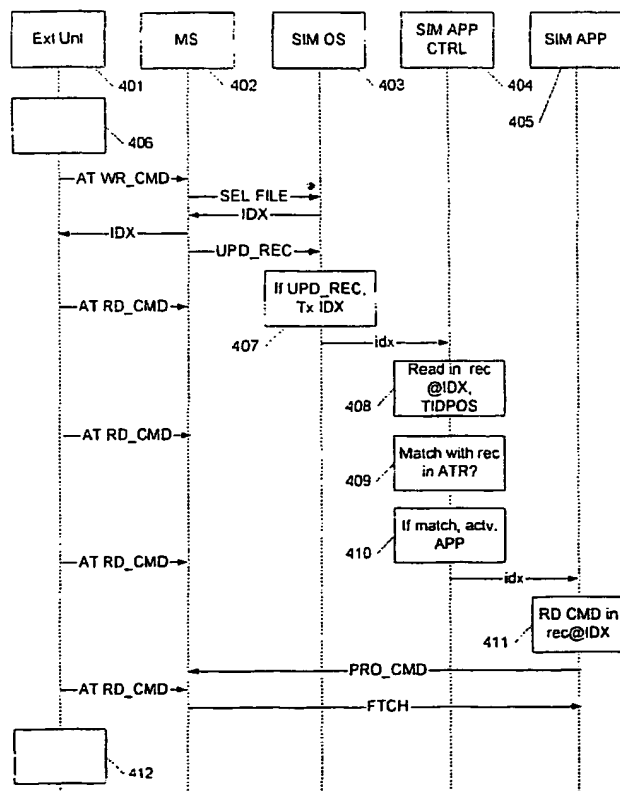 Ext Uni
MS
SIM OS
SIM APP
CTRL
SIM APP
401
402
403
404
405
406
AT WR_CMD
SEL FILE
IDX
IDX
UPD_REC
If UPD_REC,
Tx IDX
AT RD_CMD
407
idx
Read in rec
@IDX,
TIDPOS
408
AT RD_CMD
Match with rec
in ATR?
409
If match, actv.
APP
410
AT RD_CMD
idx
RD CMD in
rec@IDX
411
PRO_CMD
AT RD_CMD
FTCH
412